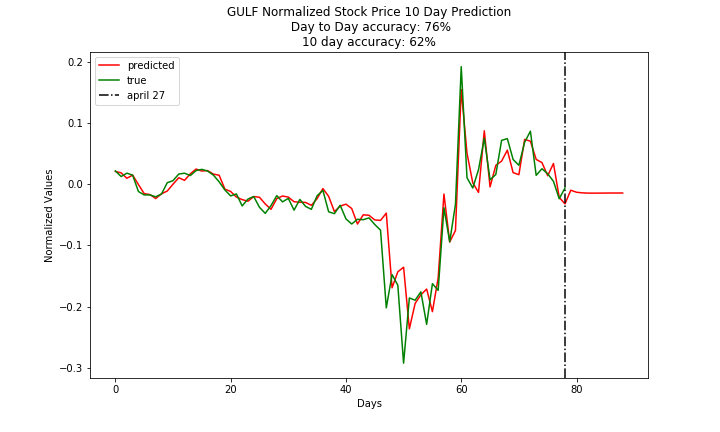 GULF Normalized Stock Price 10 Day Prediction
Day to Day accuracy: 76%
10 day accuracy: 62%
predicted
true
april 27
0.2
0.1
0.0
−0.1
−0.2
−0.3
Normalized Values
0 20 40 60 80
Days